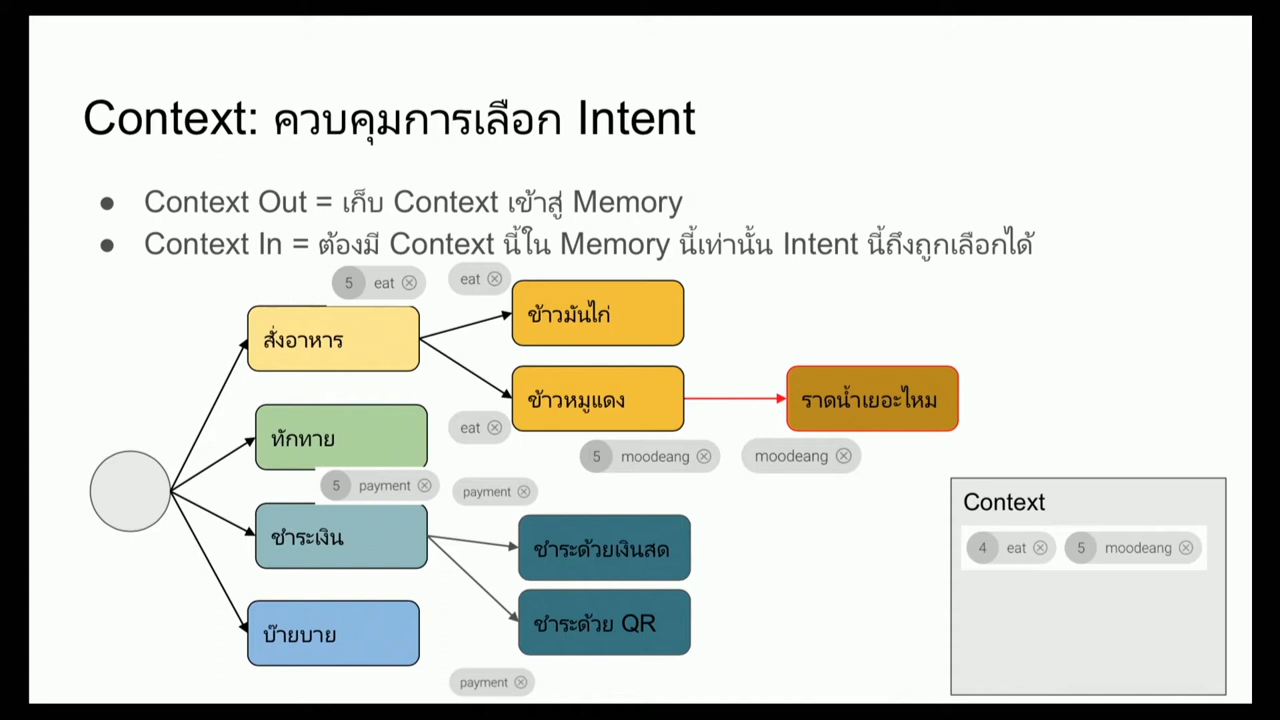 Context: ควบคุมการเลือก Intent
● Context Out = เก็บ Context เข้าสู่ Memory
● Context In = ต้องมี Context นี้ใน Memory นี้เท่านั้น Intent นี้ถึงถูกเลือกได้
5 eat
eat
ข้าวมันไก่
สั่งอาหาร
ข้าวหมูแดง
ราดน้ำเยอะไหม
eat
ทักทาย
5 moodeang
moodeang
5 payment
payment
Context
4 eat
5 moodeang
ชำระเงิน
ชำระด้วยเงินสด
ชำระด้วย QR
บ๊ายบาย
payment